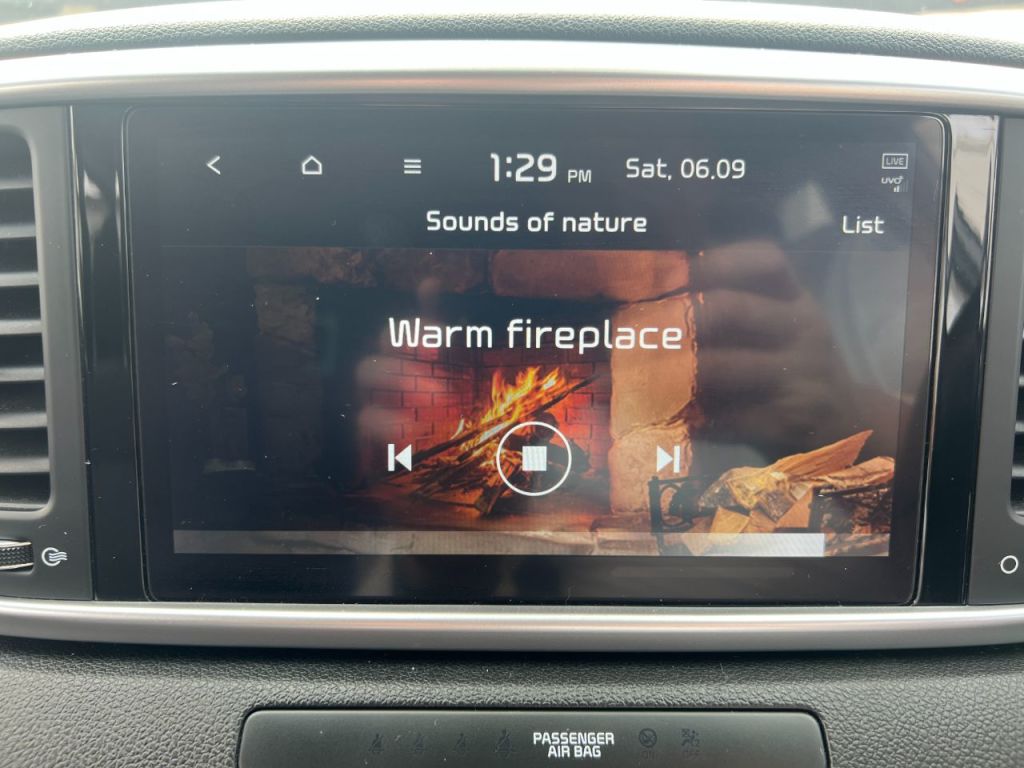 1:29 PM Sat, 06.09
LIVE
UVO
Sounds of nature
List
Warm fireplace
PASSENGER
AIR BAG